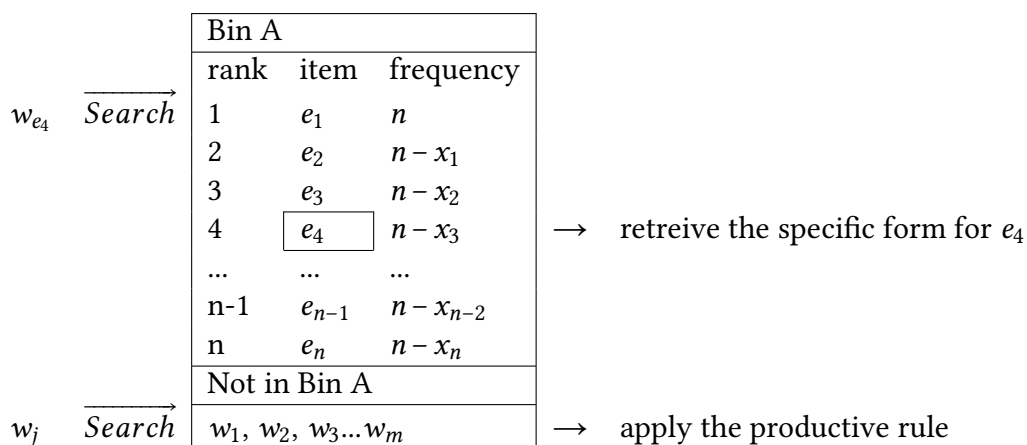 Bin A
rank item frequency
w_{e_4} Search 1 e_1 n
2 e_2 n – x_1
3 e_3 n – x_2
4 e_4 n – x_3 → retreive the specific form for e_4
... ... ...
n-1 e_{n−1} n – x_{n−2}
n e_n n – x_n
Not in Bin A
w_j Search w_1, w_2, w_3...w_m → apply the productive rule